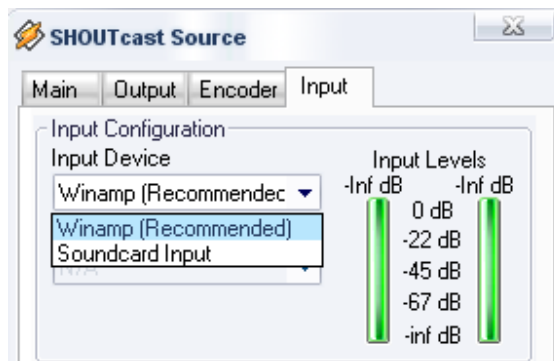 SHOUTcast Source
Main Output Encoder Input
Input Configuration
Input Device
Winamp (Recommendec
Winamp (Recommended)
Soundcard Input
N/A
Input Levels
-Inf dB -Inf dB
0 dB
-22 dB
-45 dB
-67 dB
-inf dB